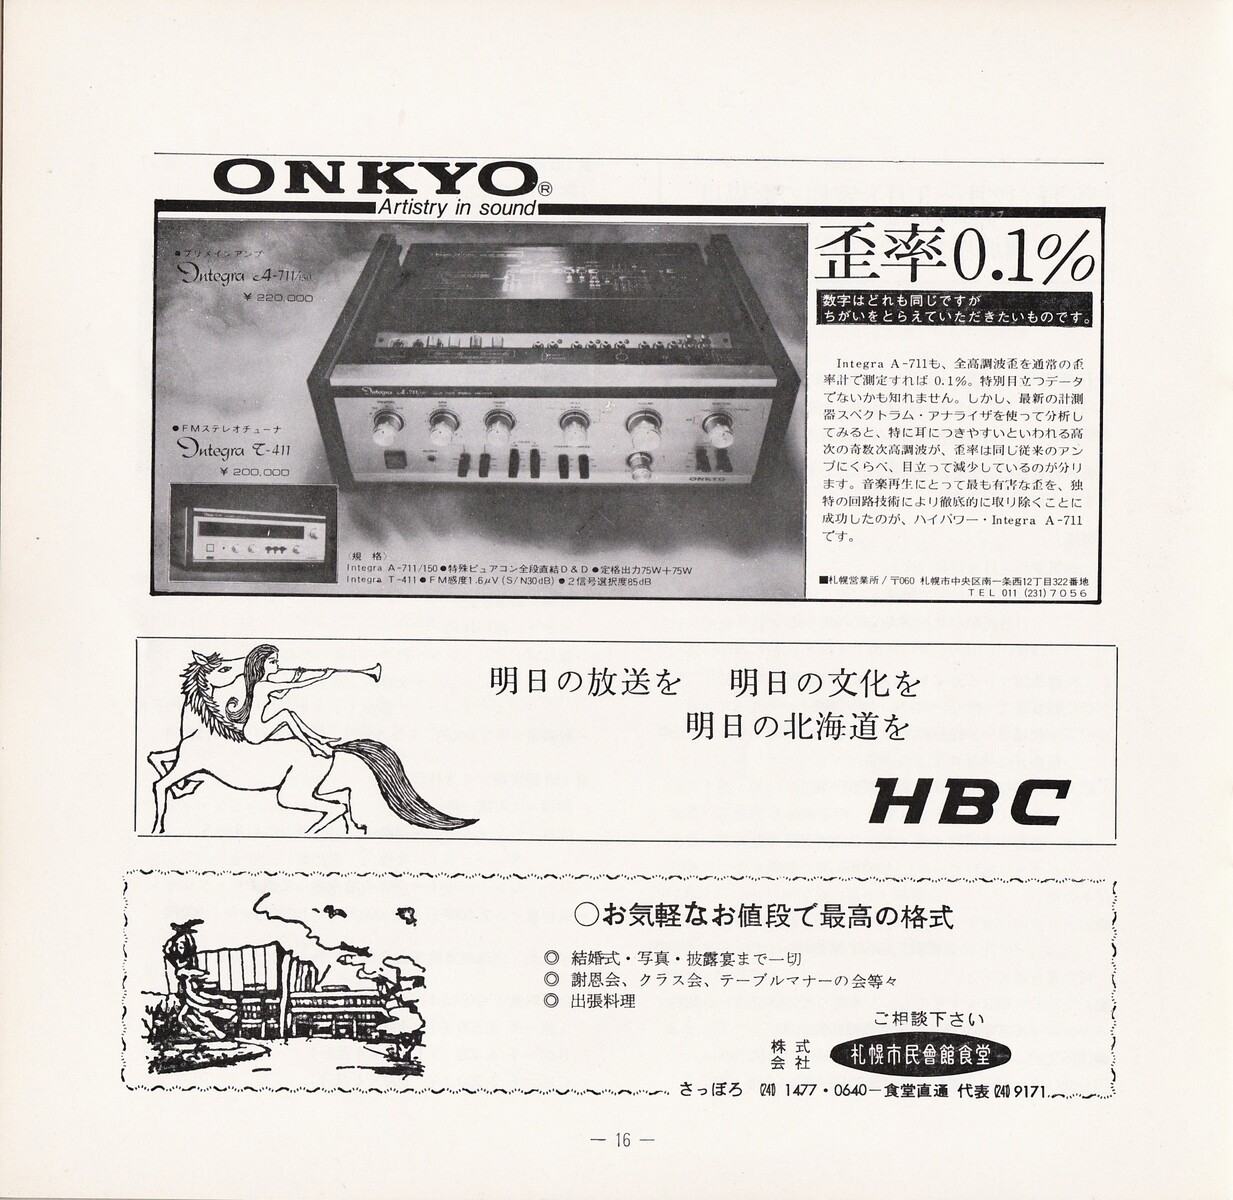 ONKYO®
Artistry in sound
■プリメインアンプ
Integra A-711/150
¥220,000
●FMステレオチューナ
Integra T-411
¥200,000
ONKYO
〈規 格〉
Integra A-711/150●特殊ピュアコン全段直結D&D●定格出力75W+75W
Integra T-411●FM感度1.6μV(S/N30dB)●2信号選択度85dB
歪率0.1%
数字はどれも同じですが
ちがいをとらえていただきたいものです。
Integra A-711も、全高調波歪を通常の歪
率計で測定すれば 0.1%。特別目立つデータ
でないかも知れません。しかし、最新の計測
器スペクトラム・アナライザを使って分析し
てみると、特に耳につきやすいといわれる高
次の奇数次高調波が、歪率は同じ従来のアン
プにくらべ、目立って減少しているのが分り
ます。音楽再生にとって最も有害な歪を、独
特の回路技術により徹底的に取り除くことに
成功したのが、ハイパワー・Integra A-711
です。
■札幌営業所/〒060 札幌市中央区南一条西12丁目322番地
TEL 011 (231)7056
明日の放送を 明日の文化を
明日の北海道を
HBC
○お気軽なお値段で最高の格式
◎ 結婚式・写真・披露宴まで一切
◎ 謝恩会、クラス会、テーブルマナーの会等々
◎ 出張料理
ご相談下さい
株式会社 札幌市民會館食堂
さっぽろ (241) 1477・0640―食堂直通 代表(241)9171
― 16 ―